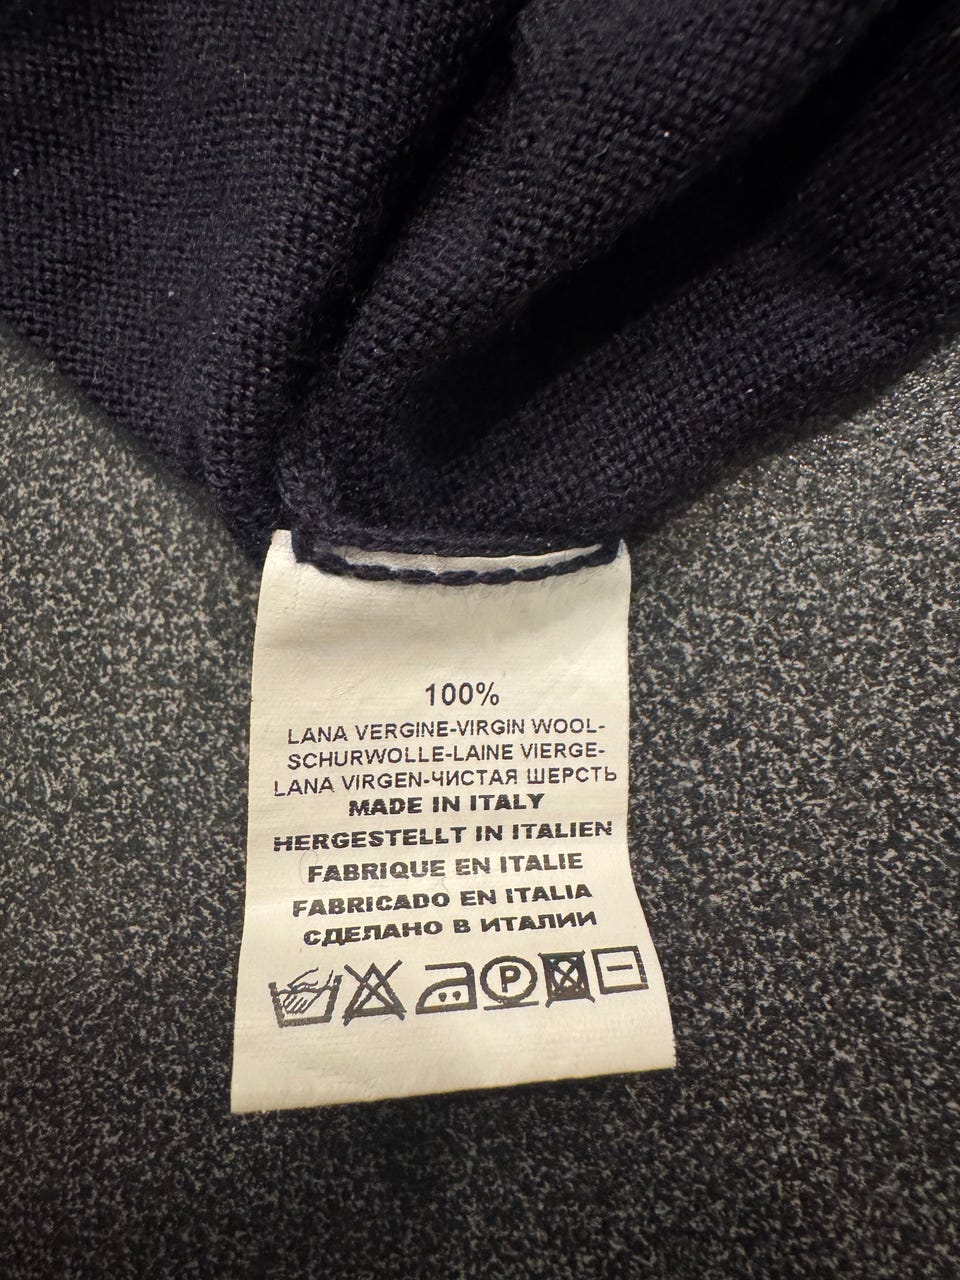 100%
LANA VERGINE-VIRGIN WOOL-
SCHURWOLLE-LAINE VIERGE-
LANA VIRGEN-ЧИСТАЯ ШЕРСТЬ
MADE IN ITALY
HERGESTELLT IN ITALIEN
FABRIQUE EN ITALIE
FABRICADO EN ITALIA
СДЕЛАНО В ИТАЛИИ
P